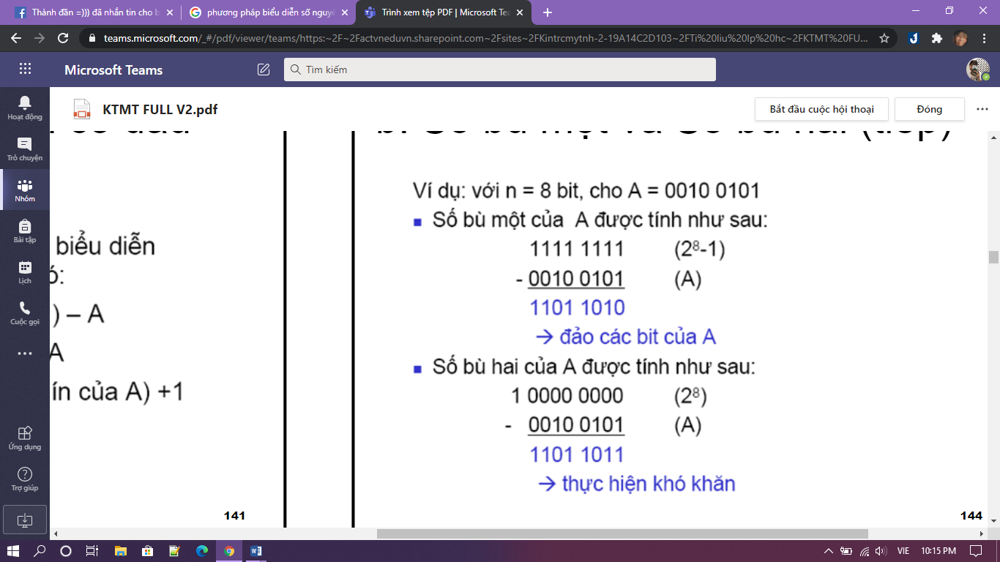 Thành đần =))) đã nhắn tin cho b
phương pháp biểu diễn số nguyê
Trình xem tệp PDF | Microsoft Tea
teams.microsoft.com/_#/pdf/viewer/teams/https:~2F~2Factvneduvn.sharepoint.com~2Fsites~2FKintrcmytnh-2-19A14C2D103~2FTi%20liu%20lp%20hc~2FKTMT%20FU...
Microsoft Teams
Tìm kiếm
Hoạt động
Trò chuyện
Nhóm
Bài tập
Lịch
Cuộc gọi
Ứng dụng
Trợ giúp
KTMT FULL V2.pdf
Bắt đầu cuộc hội thoại
Đóng
biểu diễn
ó:
) – A
A
ín của A) +1
141
Ví dụ: với n = 8 bit, cho A = 0010 0101
Số bù một của A được tính như sau:
1111 1111 (2⁸-1)
- 0010 0101 (A)
1101 1010
→ đảo các bit của A
Số bù hai của A được tính như sau:
1 0000 0000 (2⁸)
- 0010 0101 (A)
1101 1011
→ thực hiện khó khăn
144
VIE
10:15 PM